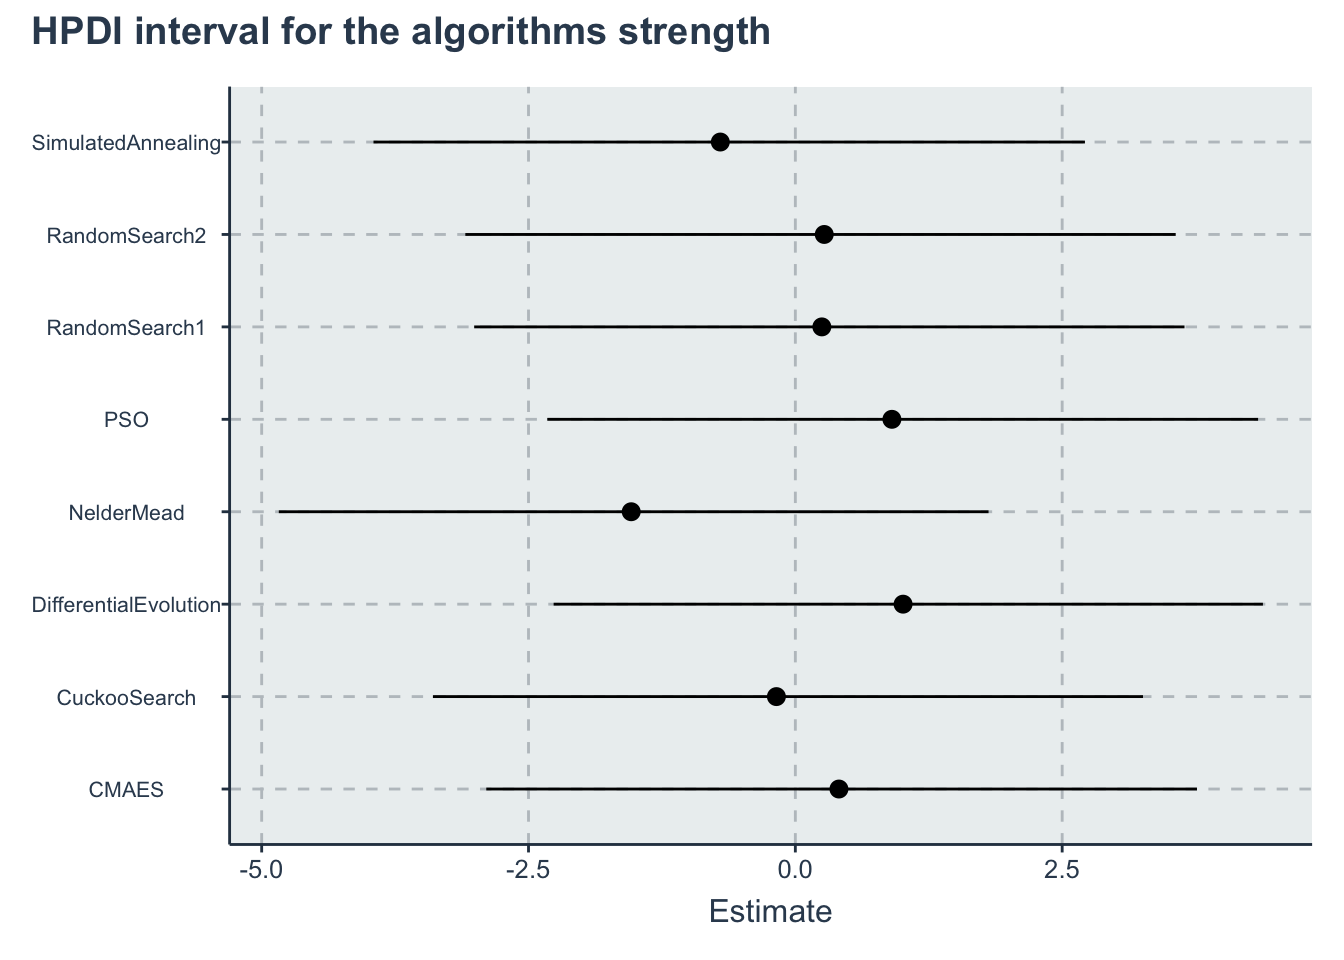 HPDI interval for the algorithms strength
SimulatedAnnealing
RandomSearch2
RandomSearch1
PSO
NelderMead
DifferentialEvolution
CuckooSearch
CMAES
-5.0 -2.5 0.0 2.5
Estimate